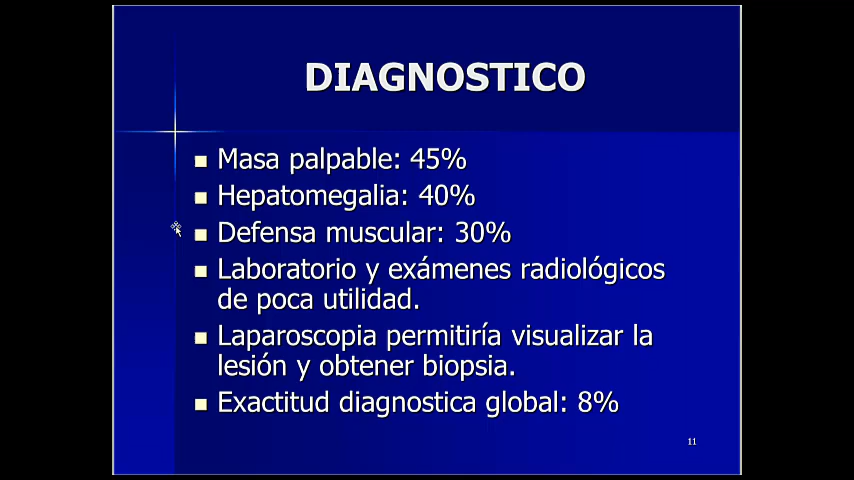 DIAGNOSTICO
Masa palpable: 45%
Hepatomegalia: 40%
Defensa muscular: 30%
Laboratorio y exámenes radiológicos
de poca utilidad.
Laparoscopia permitiría visualizar la
lesión y obtener biopsia.
Exactitud diagnostica global: 8%
11